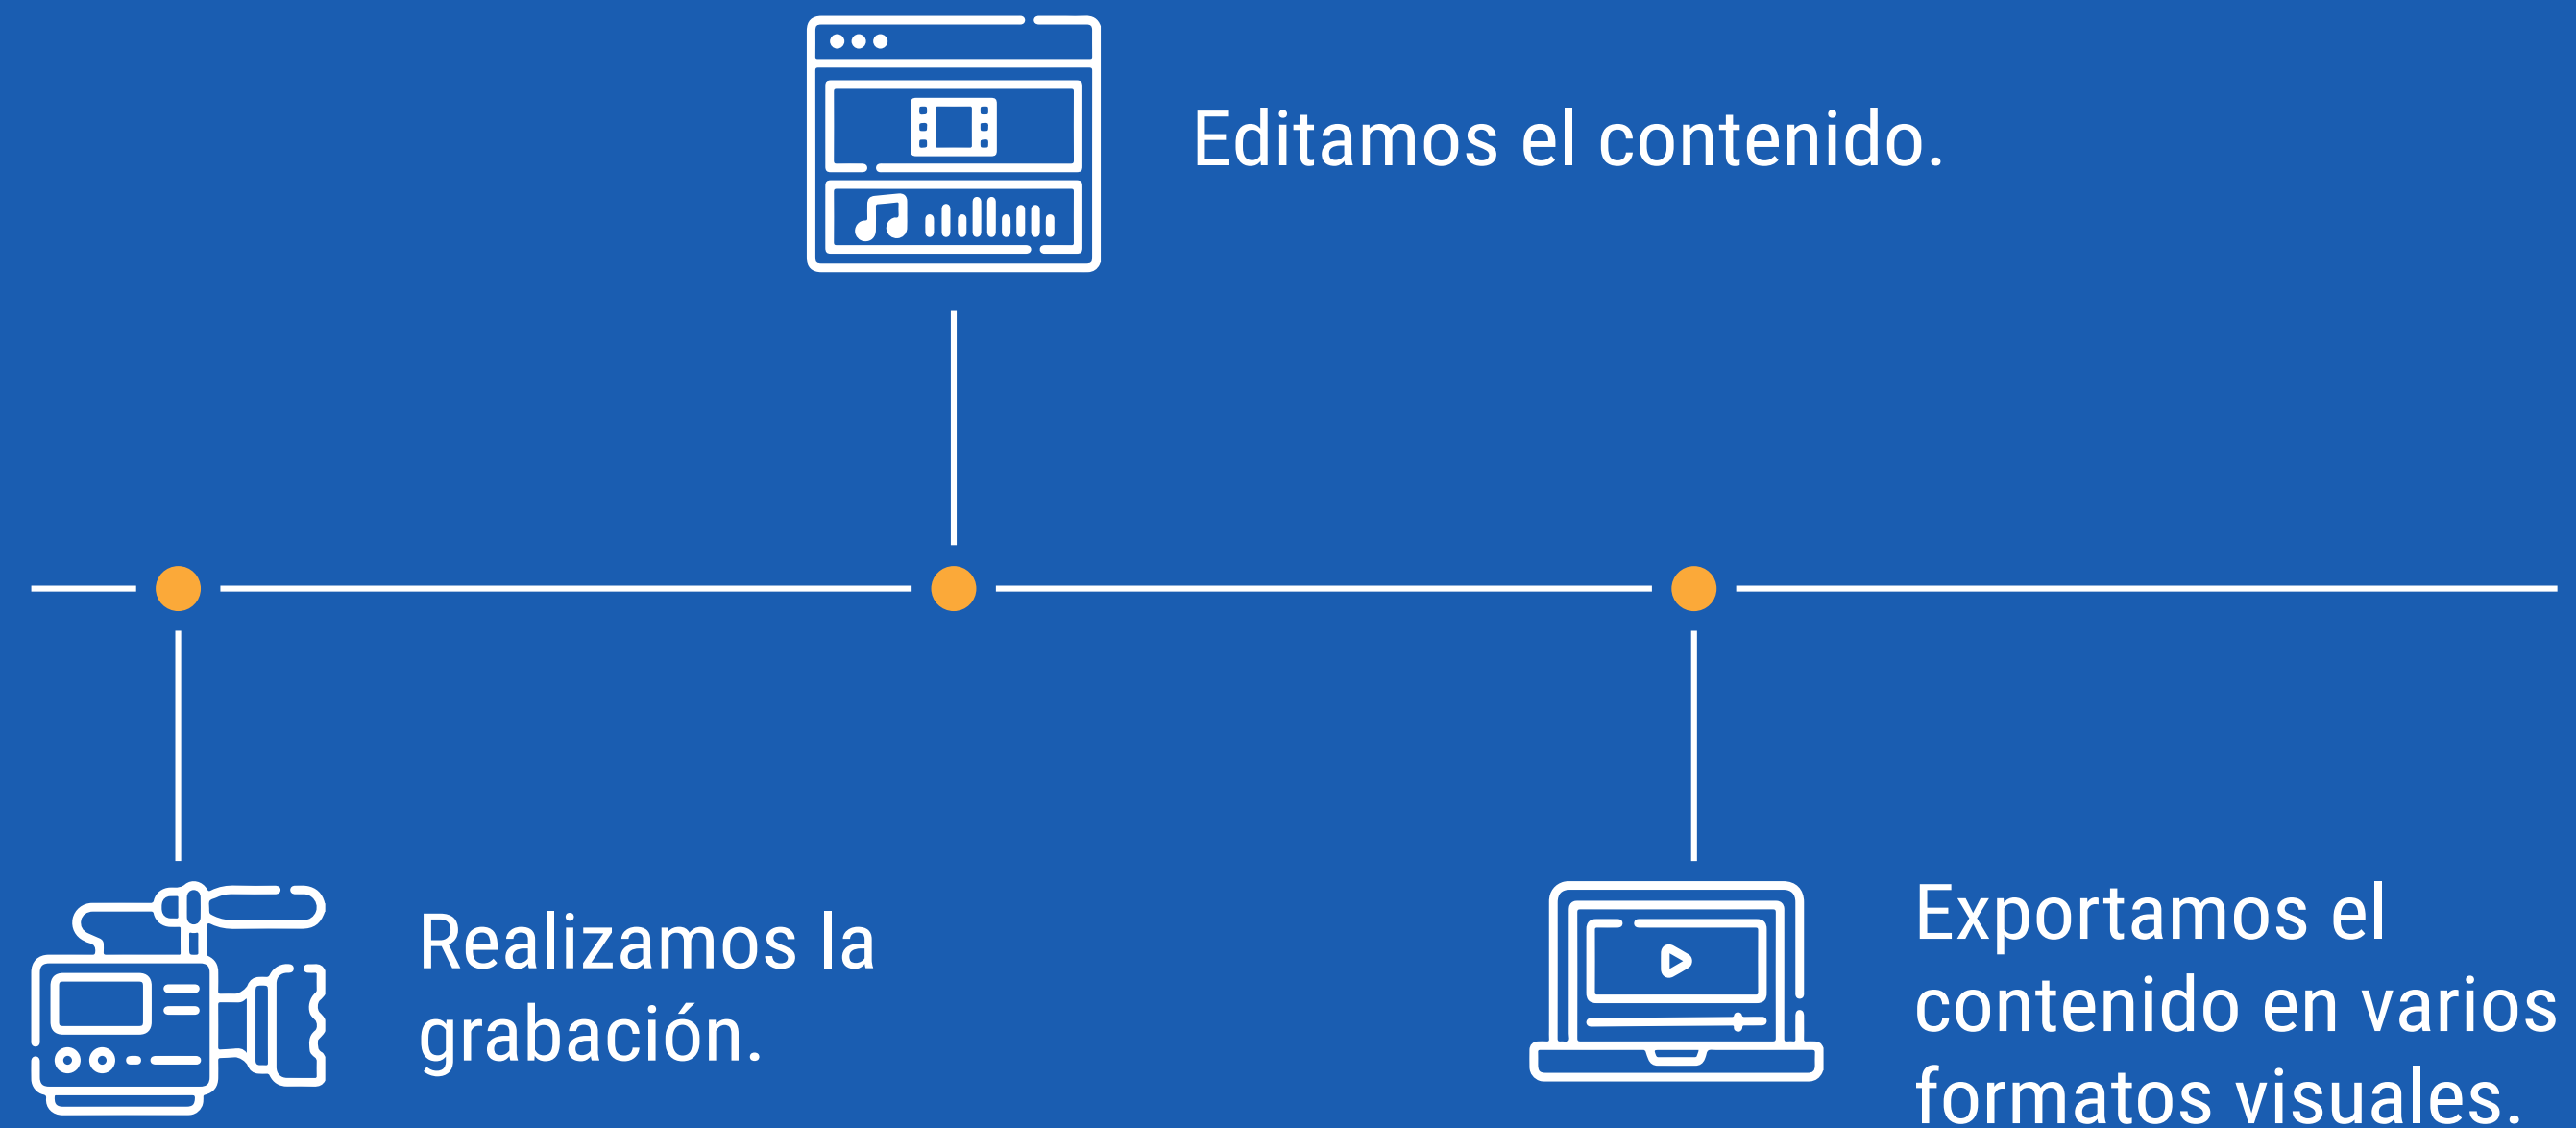 Editamos el contenido.
Realizamos la
grabación.
Exportamos el
contenido en varios
formatos visuales.